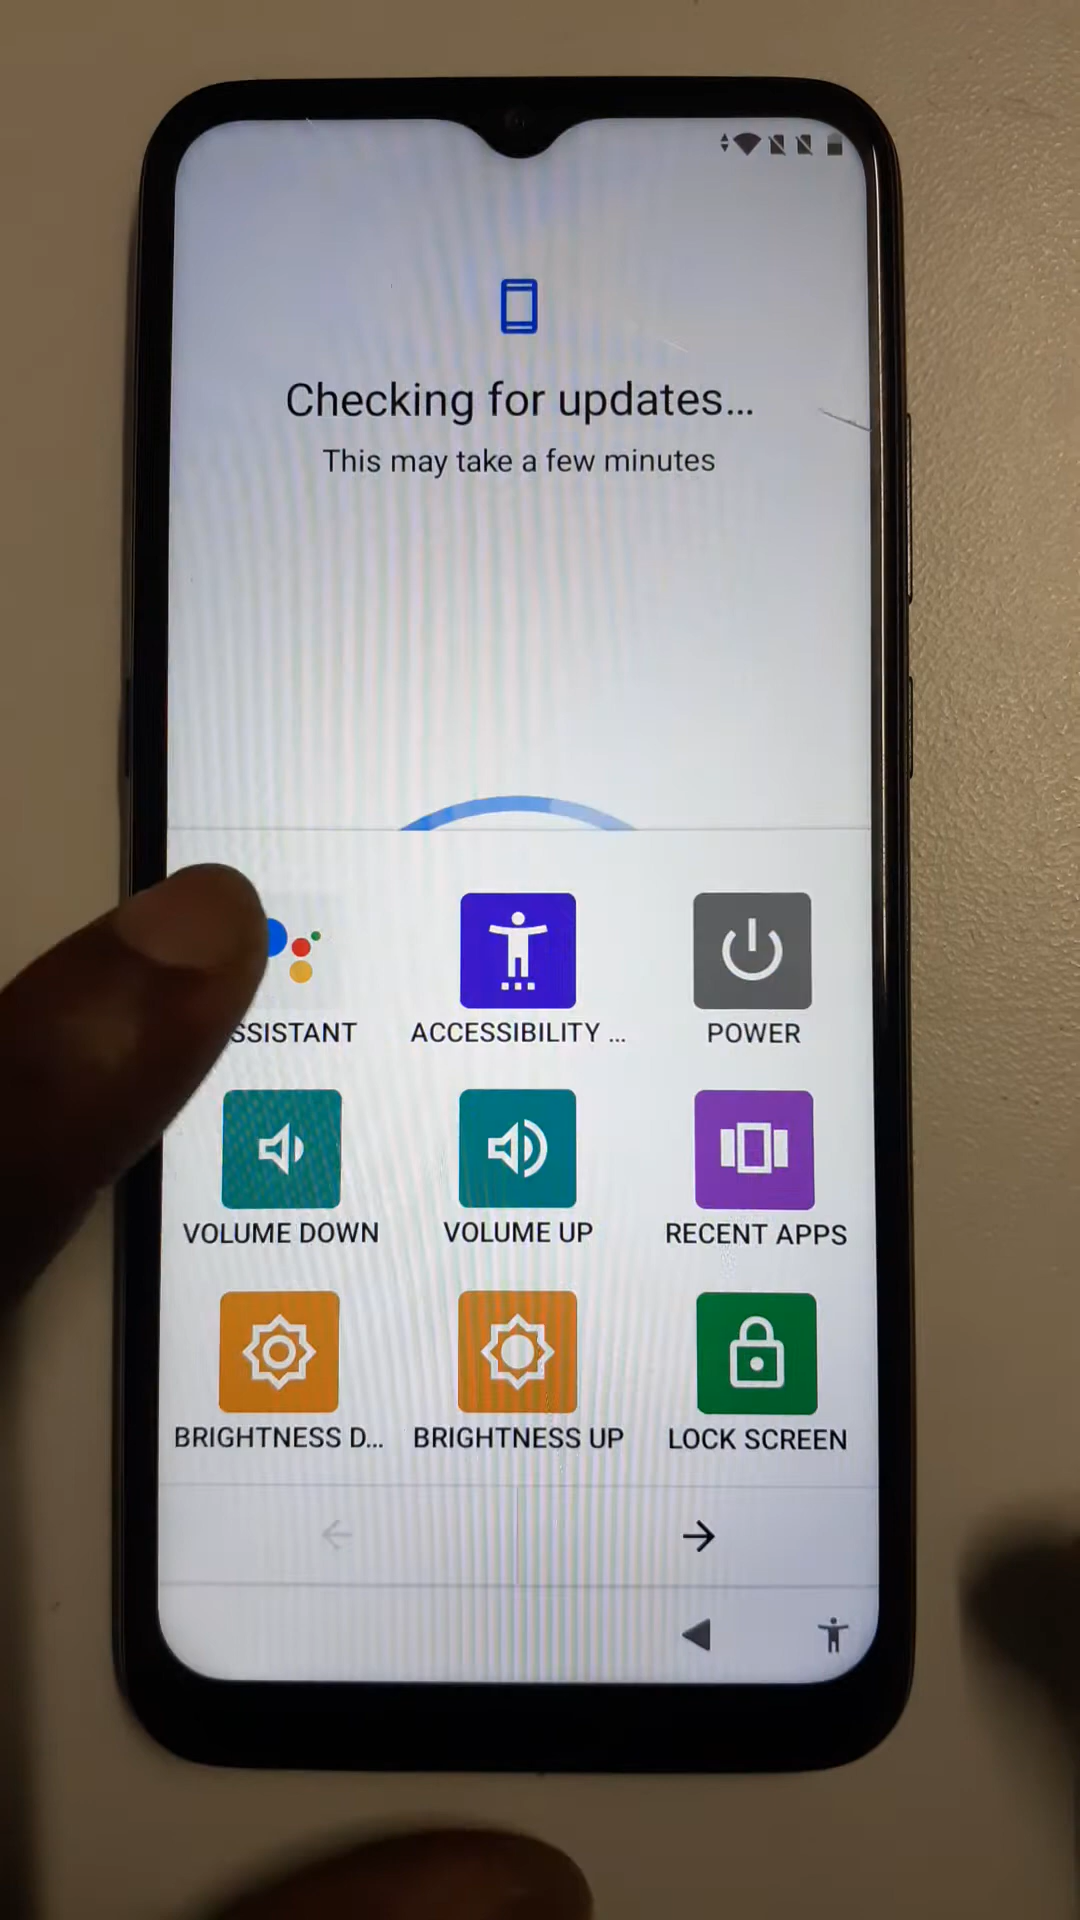 Checking for updates...
This may take a few minutes
SSISTANT
ACCESSIBILITY ...
POWER
VOLUME DOWN
VOLUME UP
RECENT APPS
BRIGHTNESS D...
BRIGHTNESS UP
LOCK SCREEN